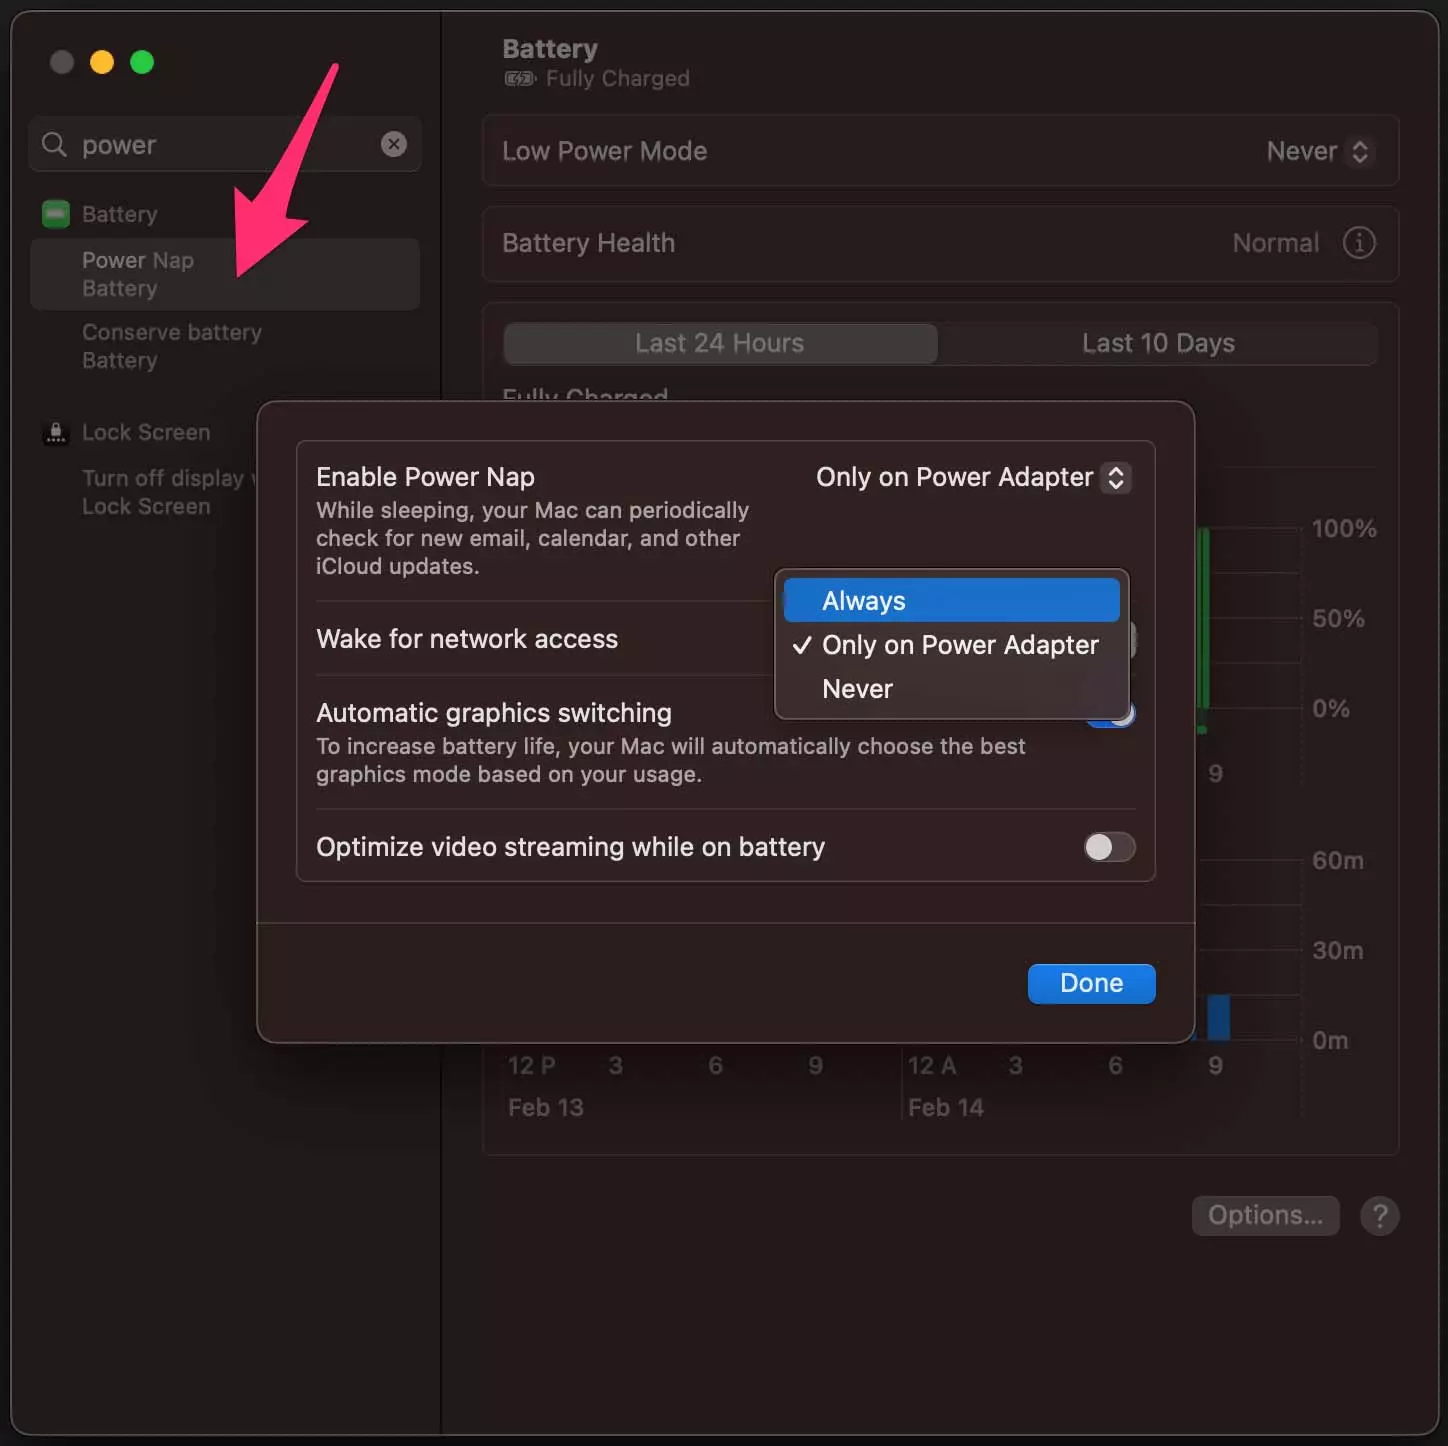 Battery
Fully Charged
power
Battery
Power Nap
Battery
Conserve battery
Battery
Lock Screen
Turn off display
Lock Screen
Low Power Mode
Never
Battery Health
Normal
Last 24 Hours
Last 10 Days
Fully Charged
Enable Power Nap
Only on Power Adapter
While sleeping, your Mac can periodically
check for new email, calendar, and other
iCloud updates.
Always
✓ Only on Power Adapter
Never
Wake for network access
Automatic graphics switching
To increase battery life, your Mac will automatically choose the best
graphics mode based on your usage.
Optimize video streaming while on battery
Done
100%
50%
0%
9
60m
30m
0m
12 P 3 6 9 12 A 3 6 9
Feb 13 Feb 14
Options...
?